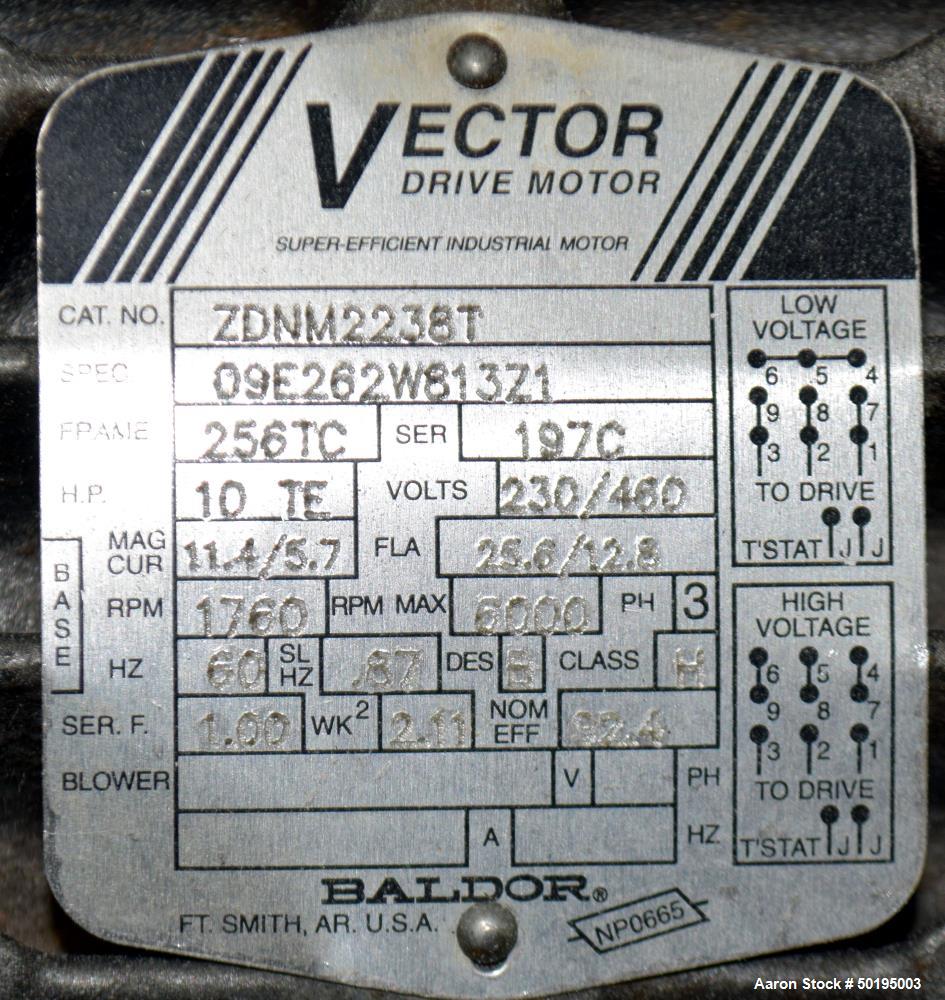 VECTOR
DRIVE MOTOR
SUPER-EFFICIENT INDUSTRIAL MOTOR
CAT. NO. ZDNM2238T
SPEC. 09E262W813Z1
FRAME 256TC SER 197C
H.P. 10 TE VOLTS 230/460
BASE
MAG CUR 11.4/5.7 FLA 25.6/12.8
RPM 1760 RPM MAX 6000 PH 3
HZ 60 SL HZ .87 DES CLASS H
SER. F. 1.00 WK² 2.11 NOM EFF 92.4
BLOWER V PH
A HZ
LOW
VOLTAGE
6 5 4
9 8 7
3 2 1
TO DRIVE
T'STAT J J
HIGH
VOLTAGE
6 5 4
9 8 7
3 2 1
TO DRIVE
T'STAT J J
BALDOR®
FT. SMITH, AR. U.S.A.
NP0665
Aaron Stock # 50195003